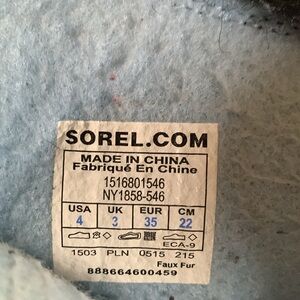 SOREL.COM
MADE IN CHINA
Fabriqué En Chine
1516801546
NY1858-546
USA UK EUR CM
4 3 35 22
ECA-9
1503 PLN 0515 215
Faux Fur
888664600459